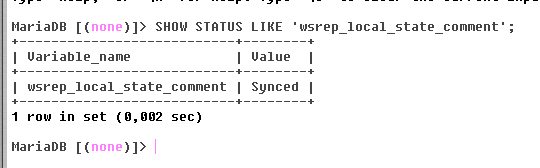 MariaDB [(none)]> SHOW STATUS LIKE 'wsrep_local_state_comment';
+---------------------------+--------+
| Variable_name             | Value  |
+---------------------------+--------+
| wsrep_local_state_comment | Synced |
+---------------------------+--------+
1 row in set (0,002 sec)
MariaDB [(none)]>